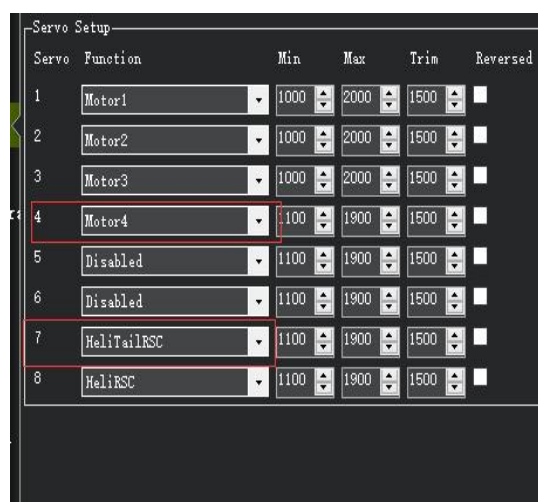 Servo Setup
Servo Function Min Max Trim Reversed
1 Motor1 1000 2000 1500
2 Motor2 1000 2000 1500
3 Motor3 1000 2000 1500
4 Motor4 1100 1900 1500
5 Disabled 1100 1900 1500
6 Disabled 1100 1900 1500
7 HeliTailRSC 1100 1900 1500
8 HeliRSC 1100 1900 1500